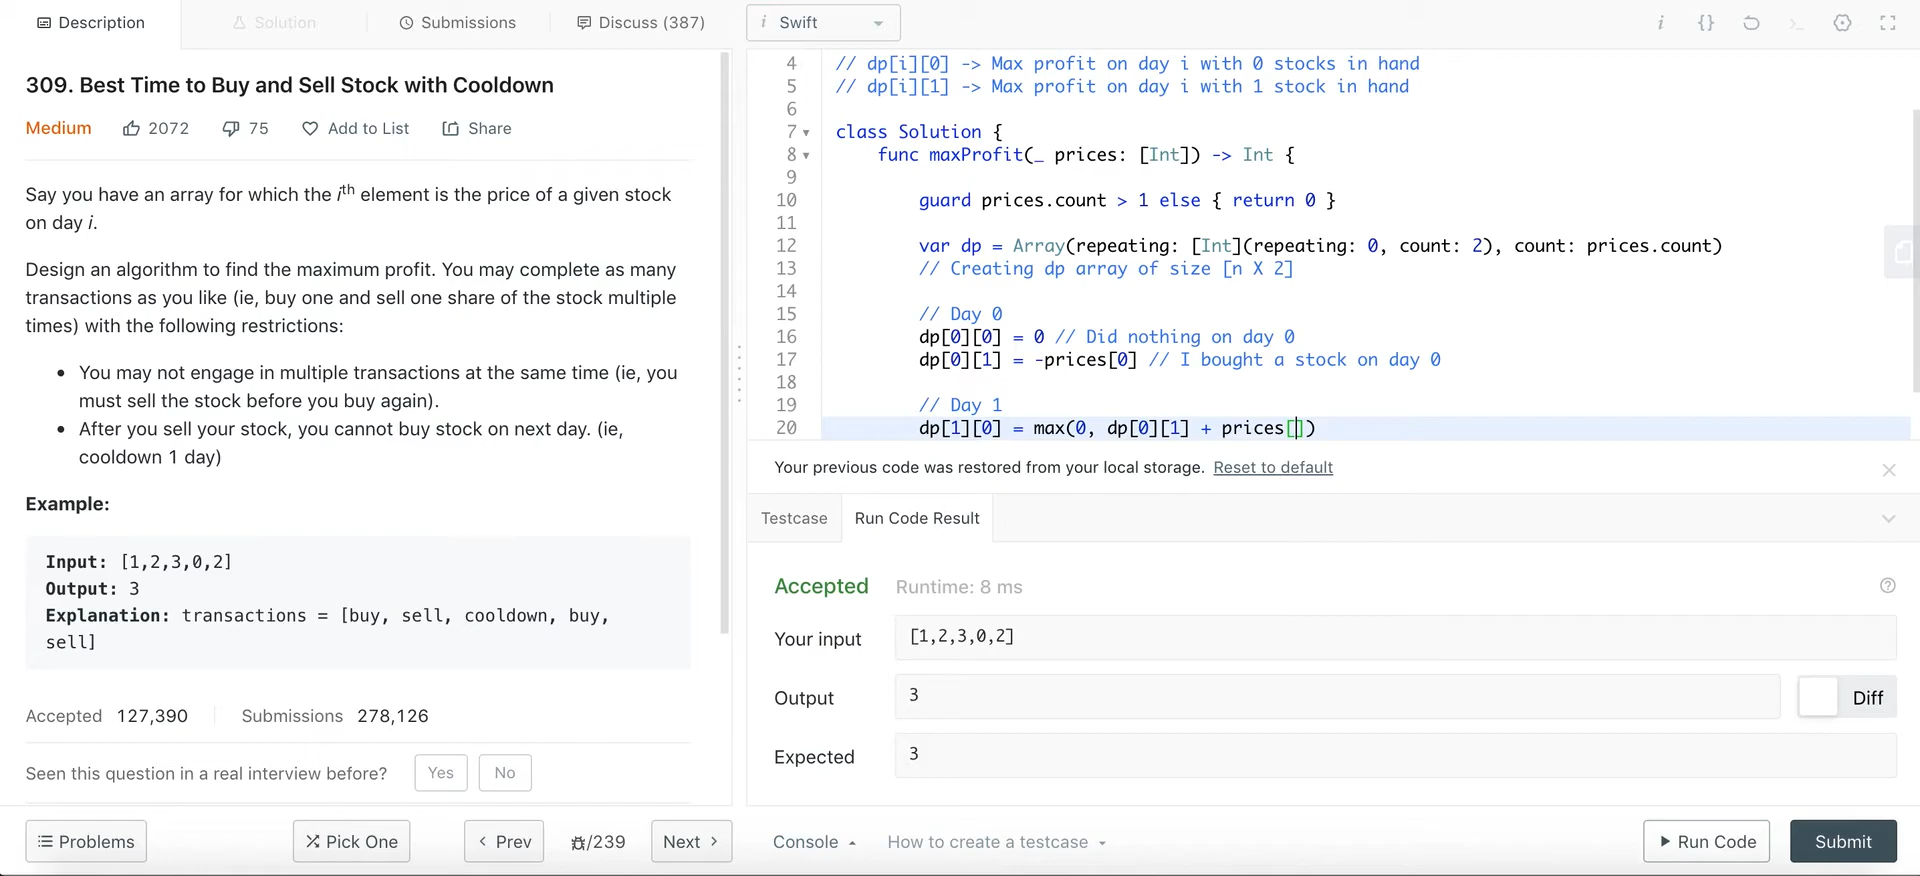 Description
Solution
Submissions
Discuss (387)
i Swift
309. Best Time to Buy and Sell Stock with Cooldown
Medium 2072 75 Add to List Share
Say you have an array for which the ith element is the price of a given stock
on day i.
Design an algorithm to find the maximum profit. You may complete as many
transactions as you like (ie, buy one and sell one share of the stock multiple
times) with the following restrictions:
• You may not engage in multiple transactions at the same time (ie, you
must sell the stock before you buy again).
• After you sell your stock, you cannot buy stock on next day. (ie,
cooldown 1 day)
Example:
Input: [1,2,3,0,2]
Output: 3
Explanation: transactions = [buy, sell, cooldown, buy,
sell]
Accepted 127,390 Submissions 278,126
Seen this question in a real interview before? Yes No
Problems
Pick One
< Prev
/239
Next >
4 // dp[i][0] -> Max profit on day i with 0 stocks in hand
5 // dp[i][1] -> Max profit on day i with 1 stock in hand
6
7 class Solution {
8 func maxProfit(_ prices: [Int]) -> Int {
9
10 guard prices.count > 1 else { return 0 }
11
12 var dp = Array(repeating: [Int](repeating: 0, count: 2), count: prices.count)
13 // Creating dp array of size [n X 2]
14
15 // Day 0
16 dp[0][0] = 0 // Did nothing on day 0
17 dp[0][1] = -prices[0] // I bought a stock on day 0
18
19 // Day 1
20 dp[1][0] = max(0, dp[0][1] + prices[])
Your previous code was restored from your local storage. Reset to default
Testcase Run Code Result
Accepted Runtime: 8 ms
Your input [1,2,3,0,2]
Output 3 Diff
Expected 3
Console How to create a testcase
Run Code
Submit